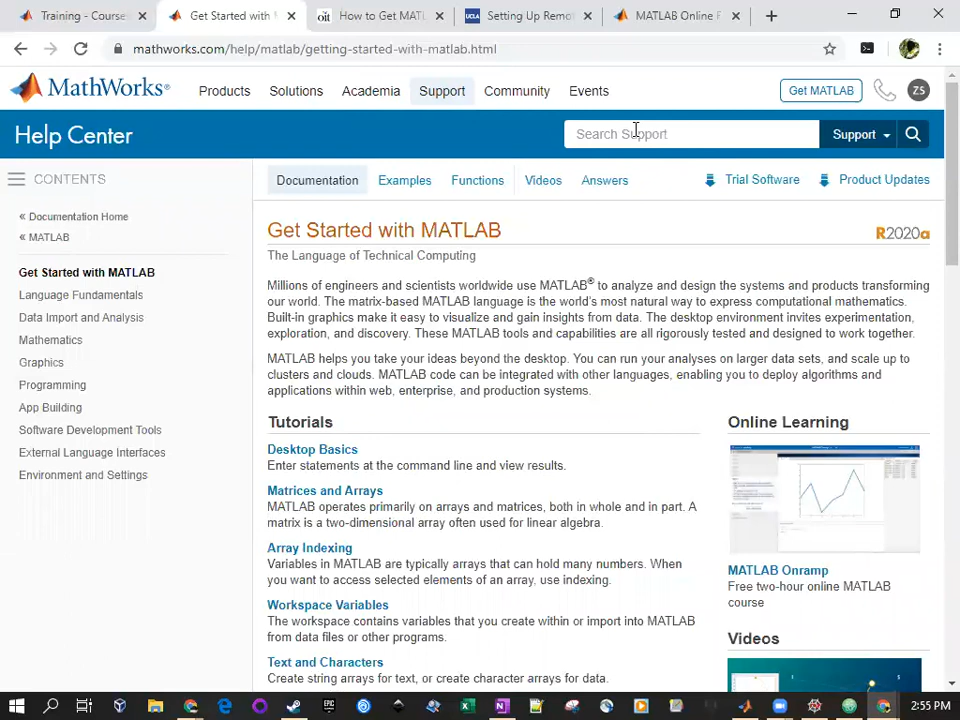 Training - Course
Get Started with
oit
How to Get MAT
UCLA
Setting Up Remo
MATLAB Online F
mathworks.com/help/matlab/getting-started-with-matlab.html
MathWorks®
Products
Solutions
Academia
Support
Community
Events
Get MATLAB
ZS
Help Center
Search Support
Support
CONTENTS
Documentation
Examples
Functions
Videos
Answers
Trial Software
Product Updates
« Documentation Home
« MATLAB
Get Started with MATLAB
Language Fundamentals
Data Import and Analysis
Mathematics
Graphics
Programming
App Building
Software Development Tools
External Language Interfaces
Environment and Settings
Get Started with MATLAB
R2020a
The Language of Technical Computing
Millions of engineers and scientists worldwide use MATLAB® to analyze and design the systems and products transforming
our world. The matrix-based MATLAB language is the world's most natural way to express computational mathematics.
Built-in graphics make it easy to visualize and gain insights from data. The desktop environment invites experimentation,
exploration, and discovery. These MATLAB tools and capabilities are all rigorously tested and designed to work together.
MATLAB helps you take your ideas beyond the desktop. You can run your analyses on larger data sets, and scale up to
clusters and clouds. MATLAB code can be integrated with other languages, enabling you to deploy algorithms and
applications within web, enterprise, and production systems.
Tutorials
Desktop Basics
Enter statements at the command line and view results.
Matrices and Arrays
MATLAB operates primarily on arrays and matrices, both in whole and in part. A
matrix is a two-dimensional array often used for linear algebra.
Array Indexing
Variables in MATLAB are typically arrays that can hold many numbers. When
you want to access selected elements of an array, use indexing.
Workspace Variables
The workspace contains variables that you create within or import into MATLAB
from data files or other programs.
Text and Characters
Create string arrays for text, or create character arrays for data.
Online Learning
MATLAB Onramp
Free two-hour online MATLAB
course
Videos
EPIC
2:55 PM